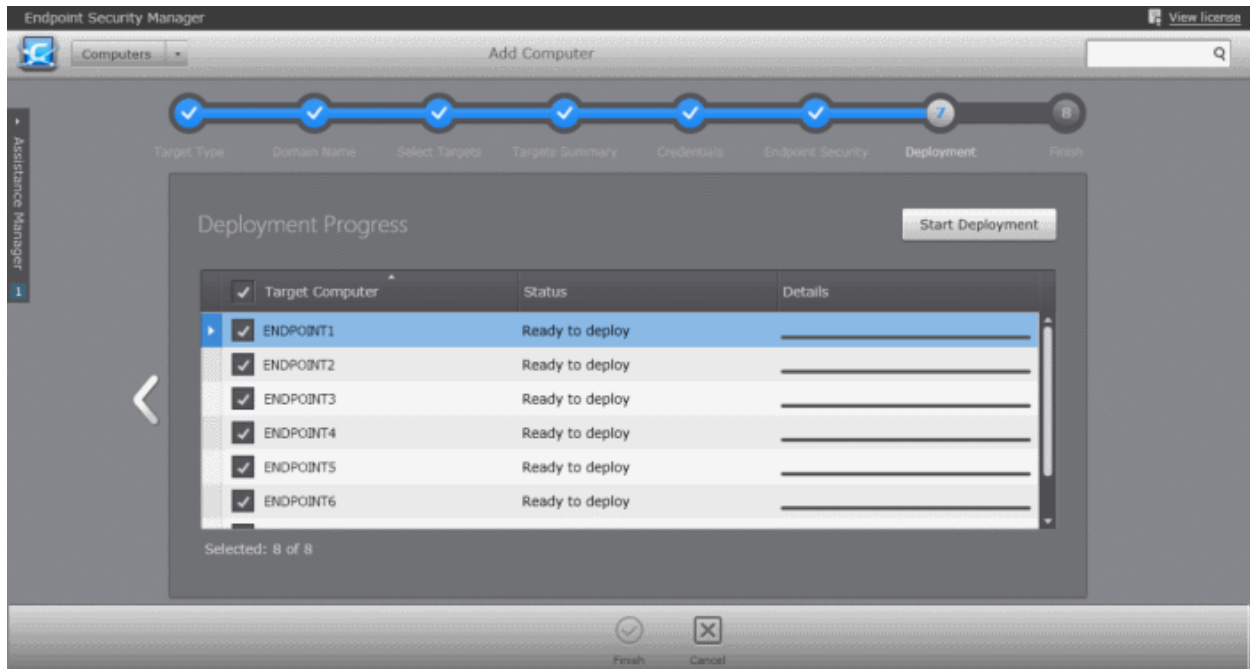 Endpoint Security Manager
View license
Computers
Add Computer
7
8
Target Type
Domain Name
Select Targets
Targets Summary
Credentials
Endpoint Security
Deployment
Finish
Assistance Manager
1
Deployment Progress
Start Deployment
Target Computer Status Details
ENDPOINT1 Ready to deploy
ENDPOINT2 Ready to deploy
ENDPOINT3 Ready to deploy
ENDPOINT4 Ready to deploy
ENDPOINT5 Ready to deploy
ENDPOINT6 Ready to deploy
Selected: 8 of 8
Finish
Cancel